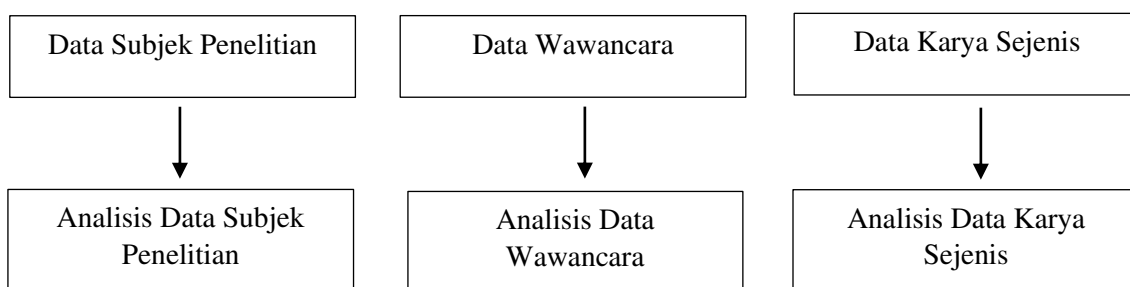 Data Subjek Penelitian
Data Wawancara
Data Karya Sejenis
Analisis Data Subjek
Penelitian
Analisis Data
Wawancara
Analisis Data Karya
Sejenis